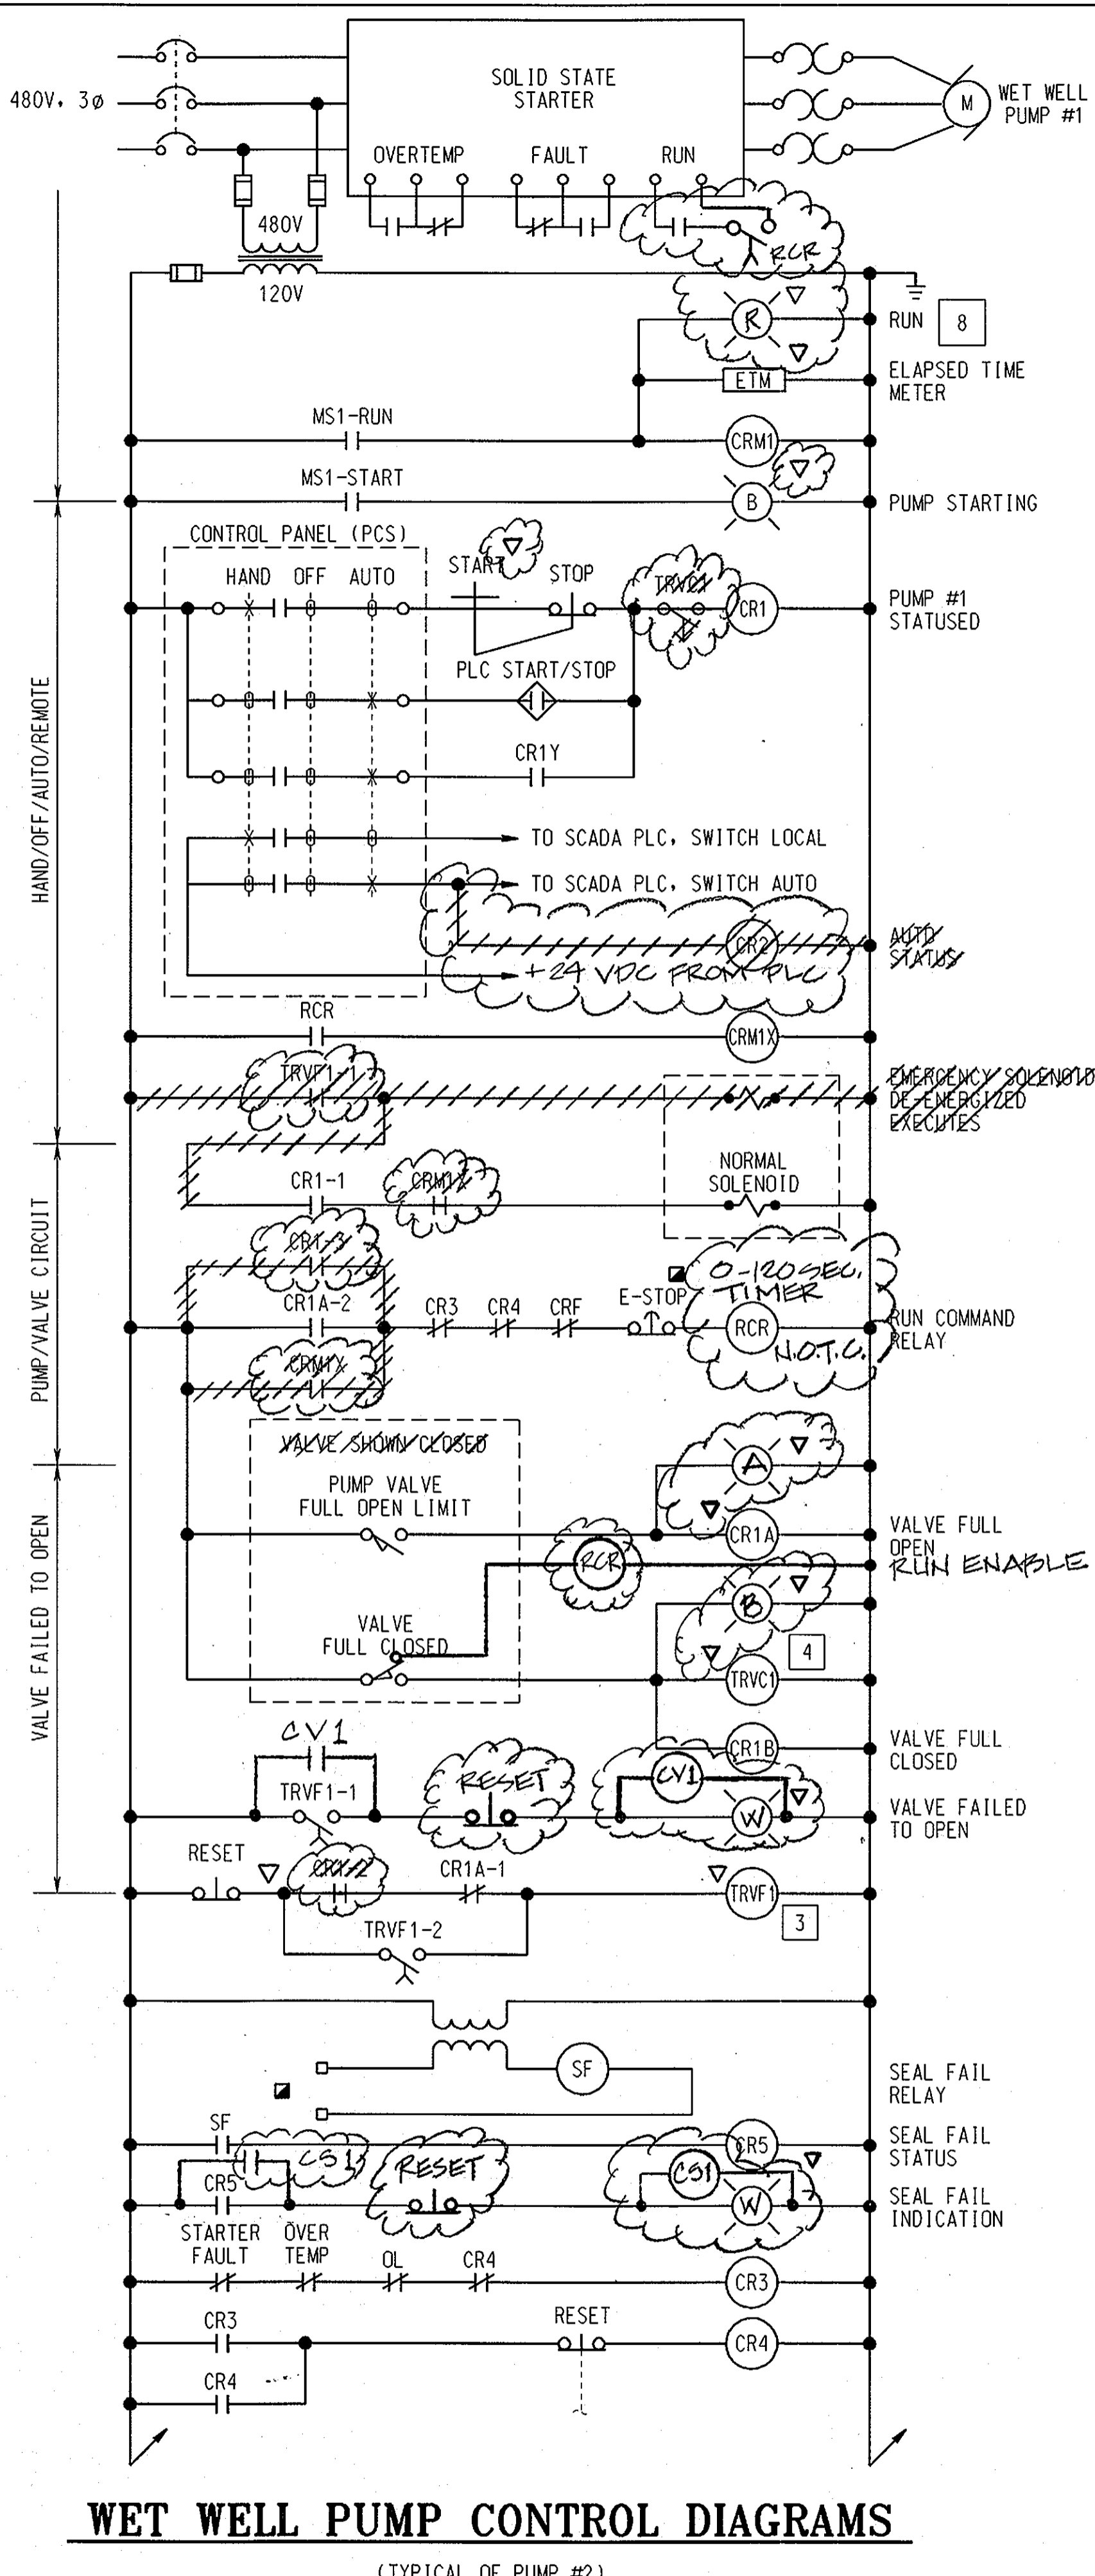 480V, 3ø
SOLID STATE
STARTER
OVERTEMP
FAULT
RUN
M
WET WELL
PUMP #1
480V
120V
RCR
R
RUN
8
ETM
ELAPSED TIME
METER
MS1-RUN
CRM1
MS1-START
B
PUMP STARTING
CONTROL PANEL (PCS)
HAND
OFF
AUTO
START
STOP
TRVC1
CR1
PUMP #1
STATUSED
PLC START/STOP
CR1Y
TO SCADA PLC, SWITCH LOCAL
TO SCADA PLC, SWITCH AUTO
CR2
AUTO
STATUS
+24 VDC FROM PLC
HAND/OFF/AUTO/REMOTE
RCR
CRM1X
TRVF1-1
EMERGENCY SOLENOID
DE-ENERGIZED
EXECUTES
CR1-1
CRM1X
NORMAL
SOLENOID
CR1-3
0-120 SEC.
TIMER
CR1A-2
CR3
CR4
CRF
E-STOP
RCR
N.O.T.C.
RUN COMMAND
RELAY
CRM1X
PUMP/VALVE CIRCUIT
VALVE SHOWN CLOSED
PUMP VALVE
FULL OPEN LIMIT
A
CR1A
VALVE FULL
OPEN
RCR
RUN ENABLE
B
VALVE
FULL CLOSED
4
TRVC1
CR1B
VALVE FULL
CLOSED
VALVE FAILED TO OPEN
CV1
TRVF1-1
RESET
CV1
W
VALVE FAILED
TO OPEN
RESET
CR1A-1
TRVF1
3
TRVF1-2
SF
SEAL FAIL
RELAY
SF
CR5
SEAL FAIL
STATUS
CS1
CR5
RESET
CS1
W
SEAL FAIL
INDICATION
STARTER
FAULT
OVER
TEMP
OL
CR4
CR3
CR3
RESET
CR4
CR4
WET WELL PUMP CONTROL DIAGRAMS
(TYPICAL OF PUMP #2)